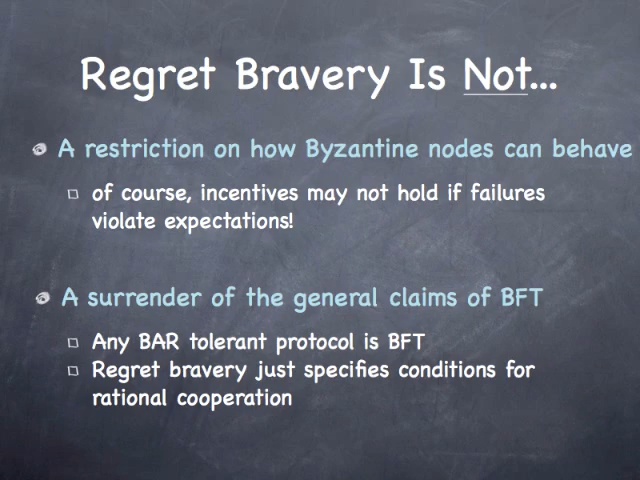 Regret Bravery Is Not...
A restriction on how Byzantine nodes can behave
of course, incentives may not hold if failures
violate expectations!
A surrender of the general claims of BFT
Any BAR tolerant protocol is BFT
Regret bravery just specifies conditions for
rational cooperation